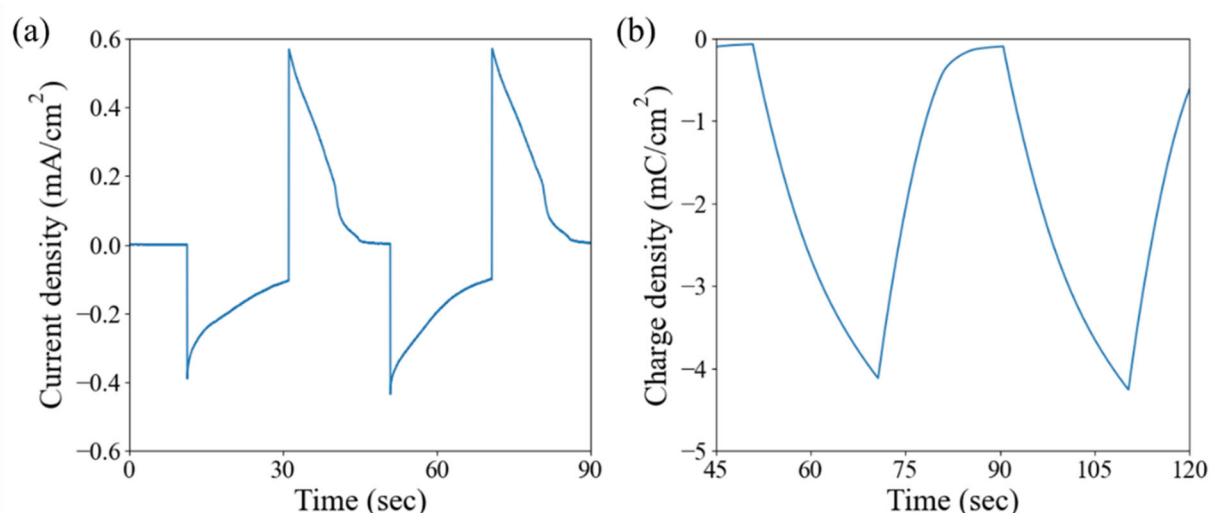 (a)
Current density (mA/cm²)
0.6
0.4
0.2
0.0
−0.2
−0.4
−0.6
0 30 60 90
Time (sec)
(b)
Charge density (mC/cm²)
0
−1
−2
−3
−4
−5
45 60 75 90 105 120
Time (sec)